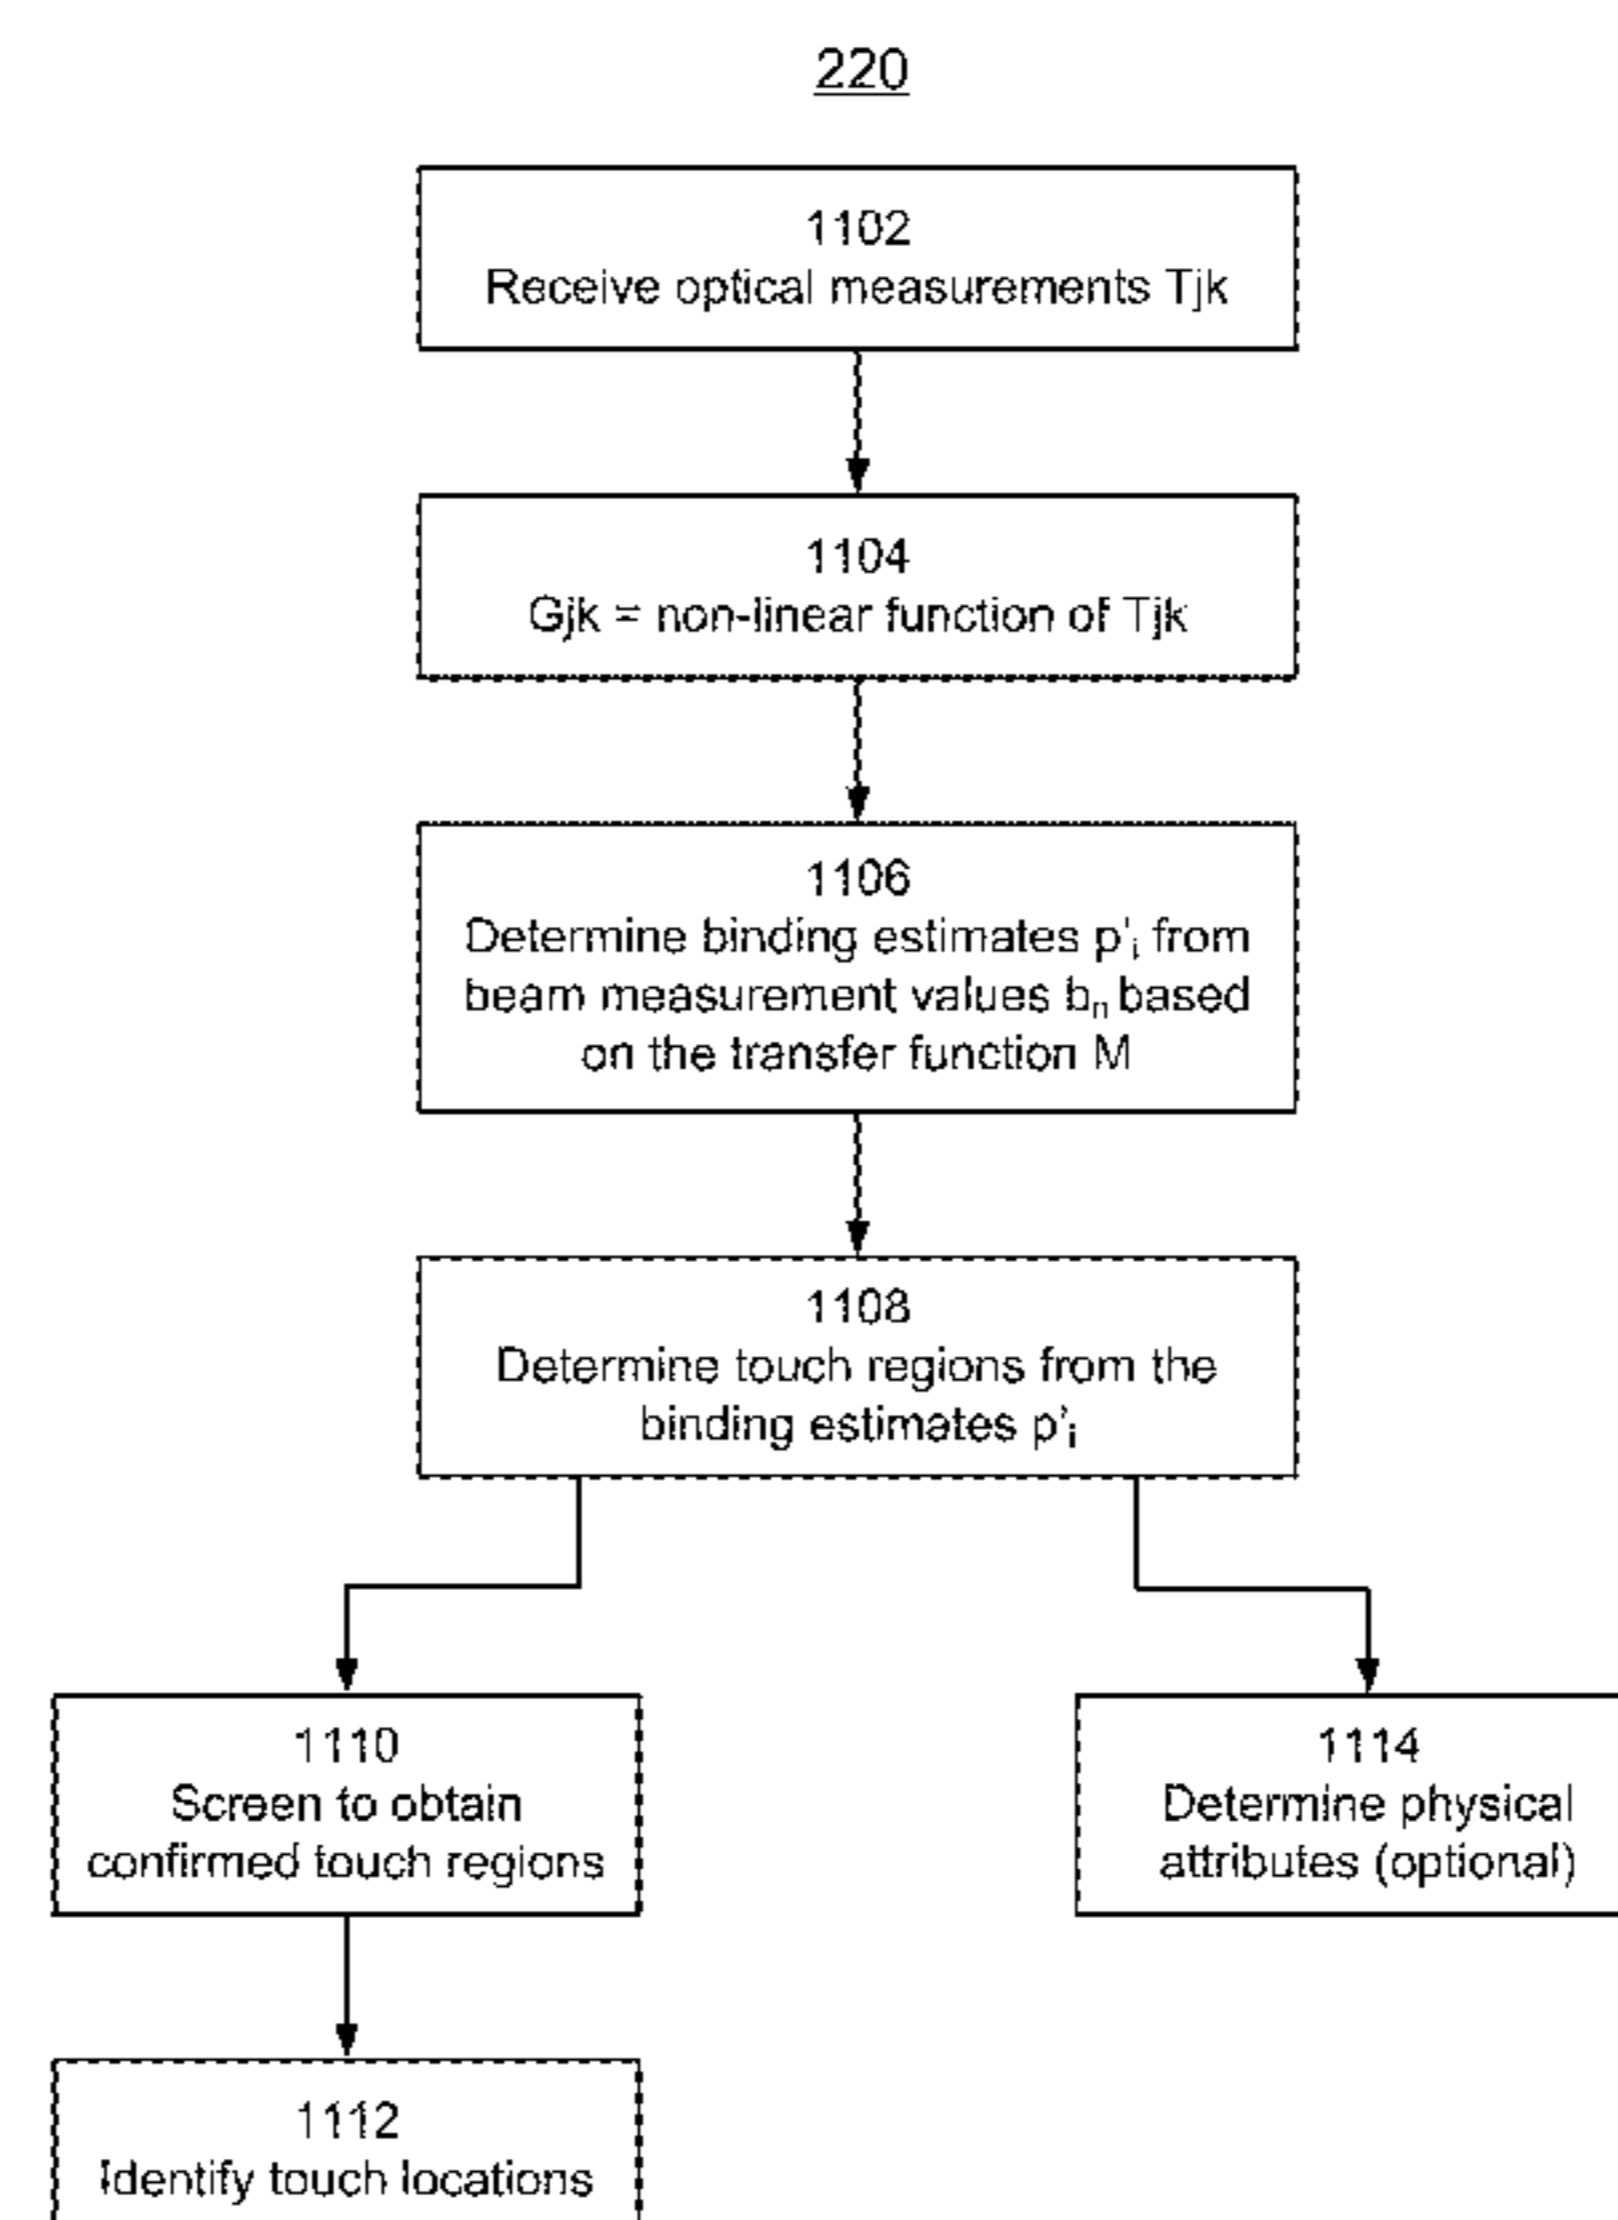 220
1102
Receive optical measurements Tjk
1104
Gjk = non-linear function of Tjk
1106
Determine binding estimates p'i from
beam measurement values bn based
on the transfer function M
1108
Determine touch regions from the
binding estimates p'i
1110
Screen to obtain
confirmed touch regions
1114
Determine physical
attributes (optional)
1112
Identify touch locations